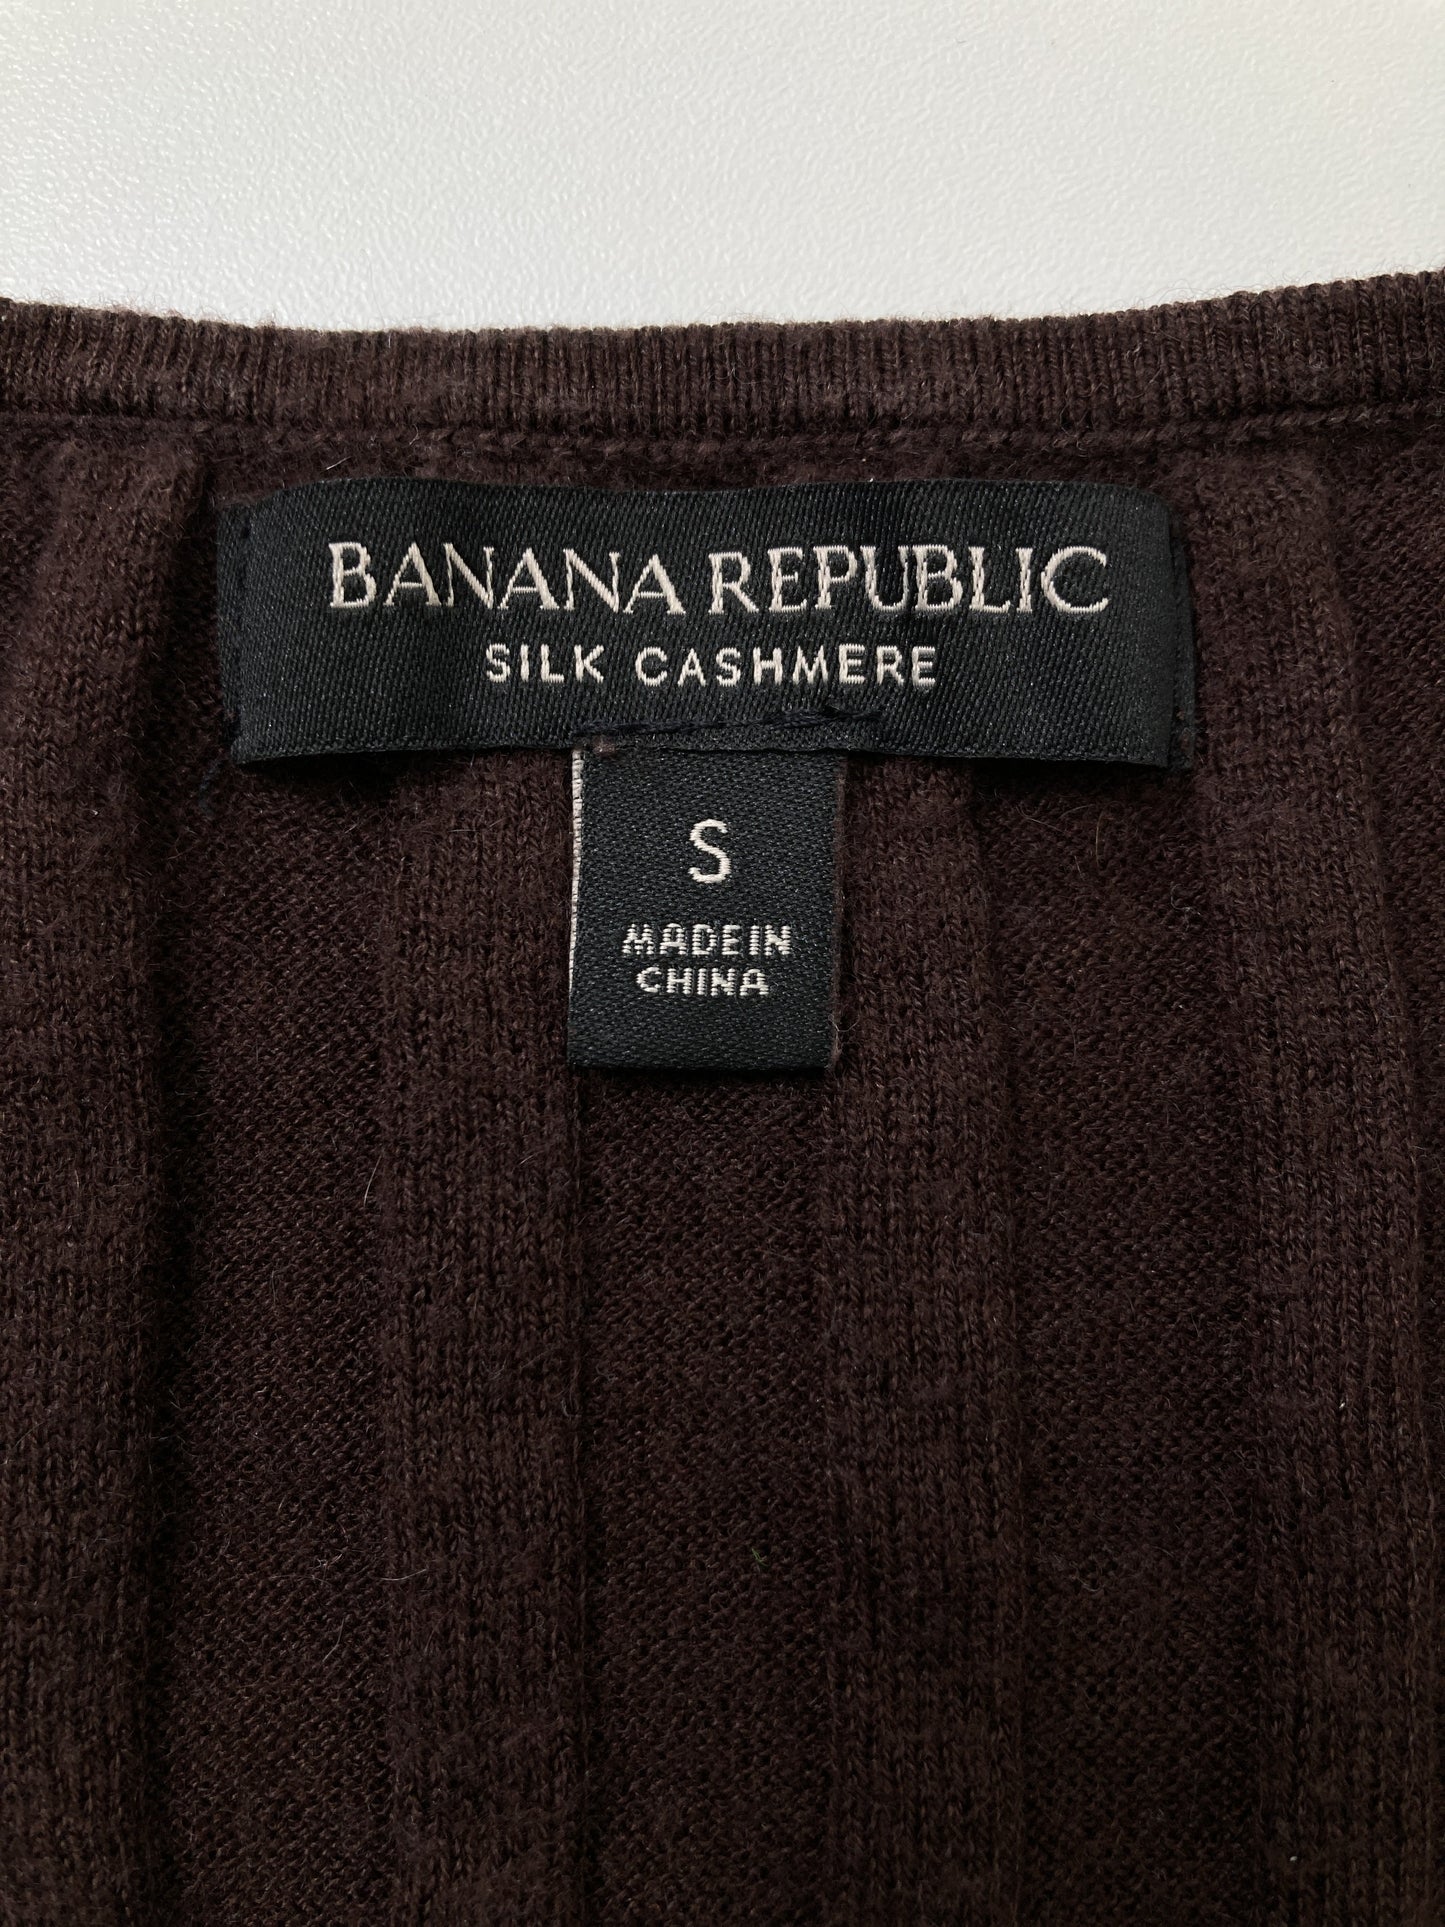 BANANA REPUBLIC
SILK CASHMERE
S
MADE IN
CHINA